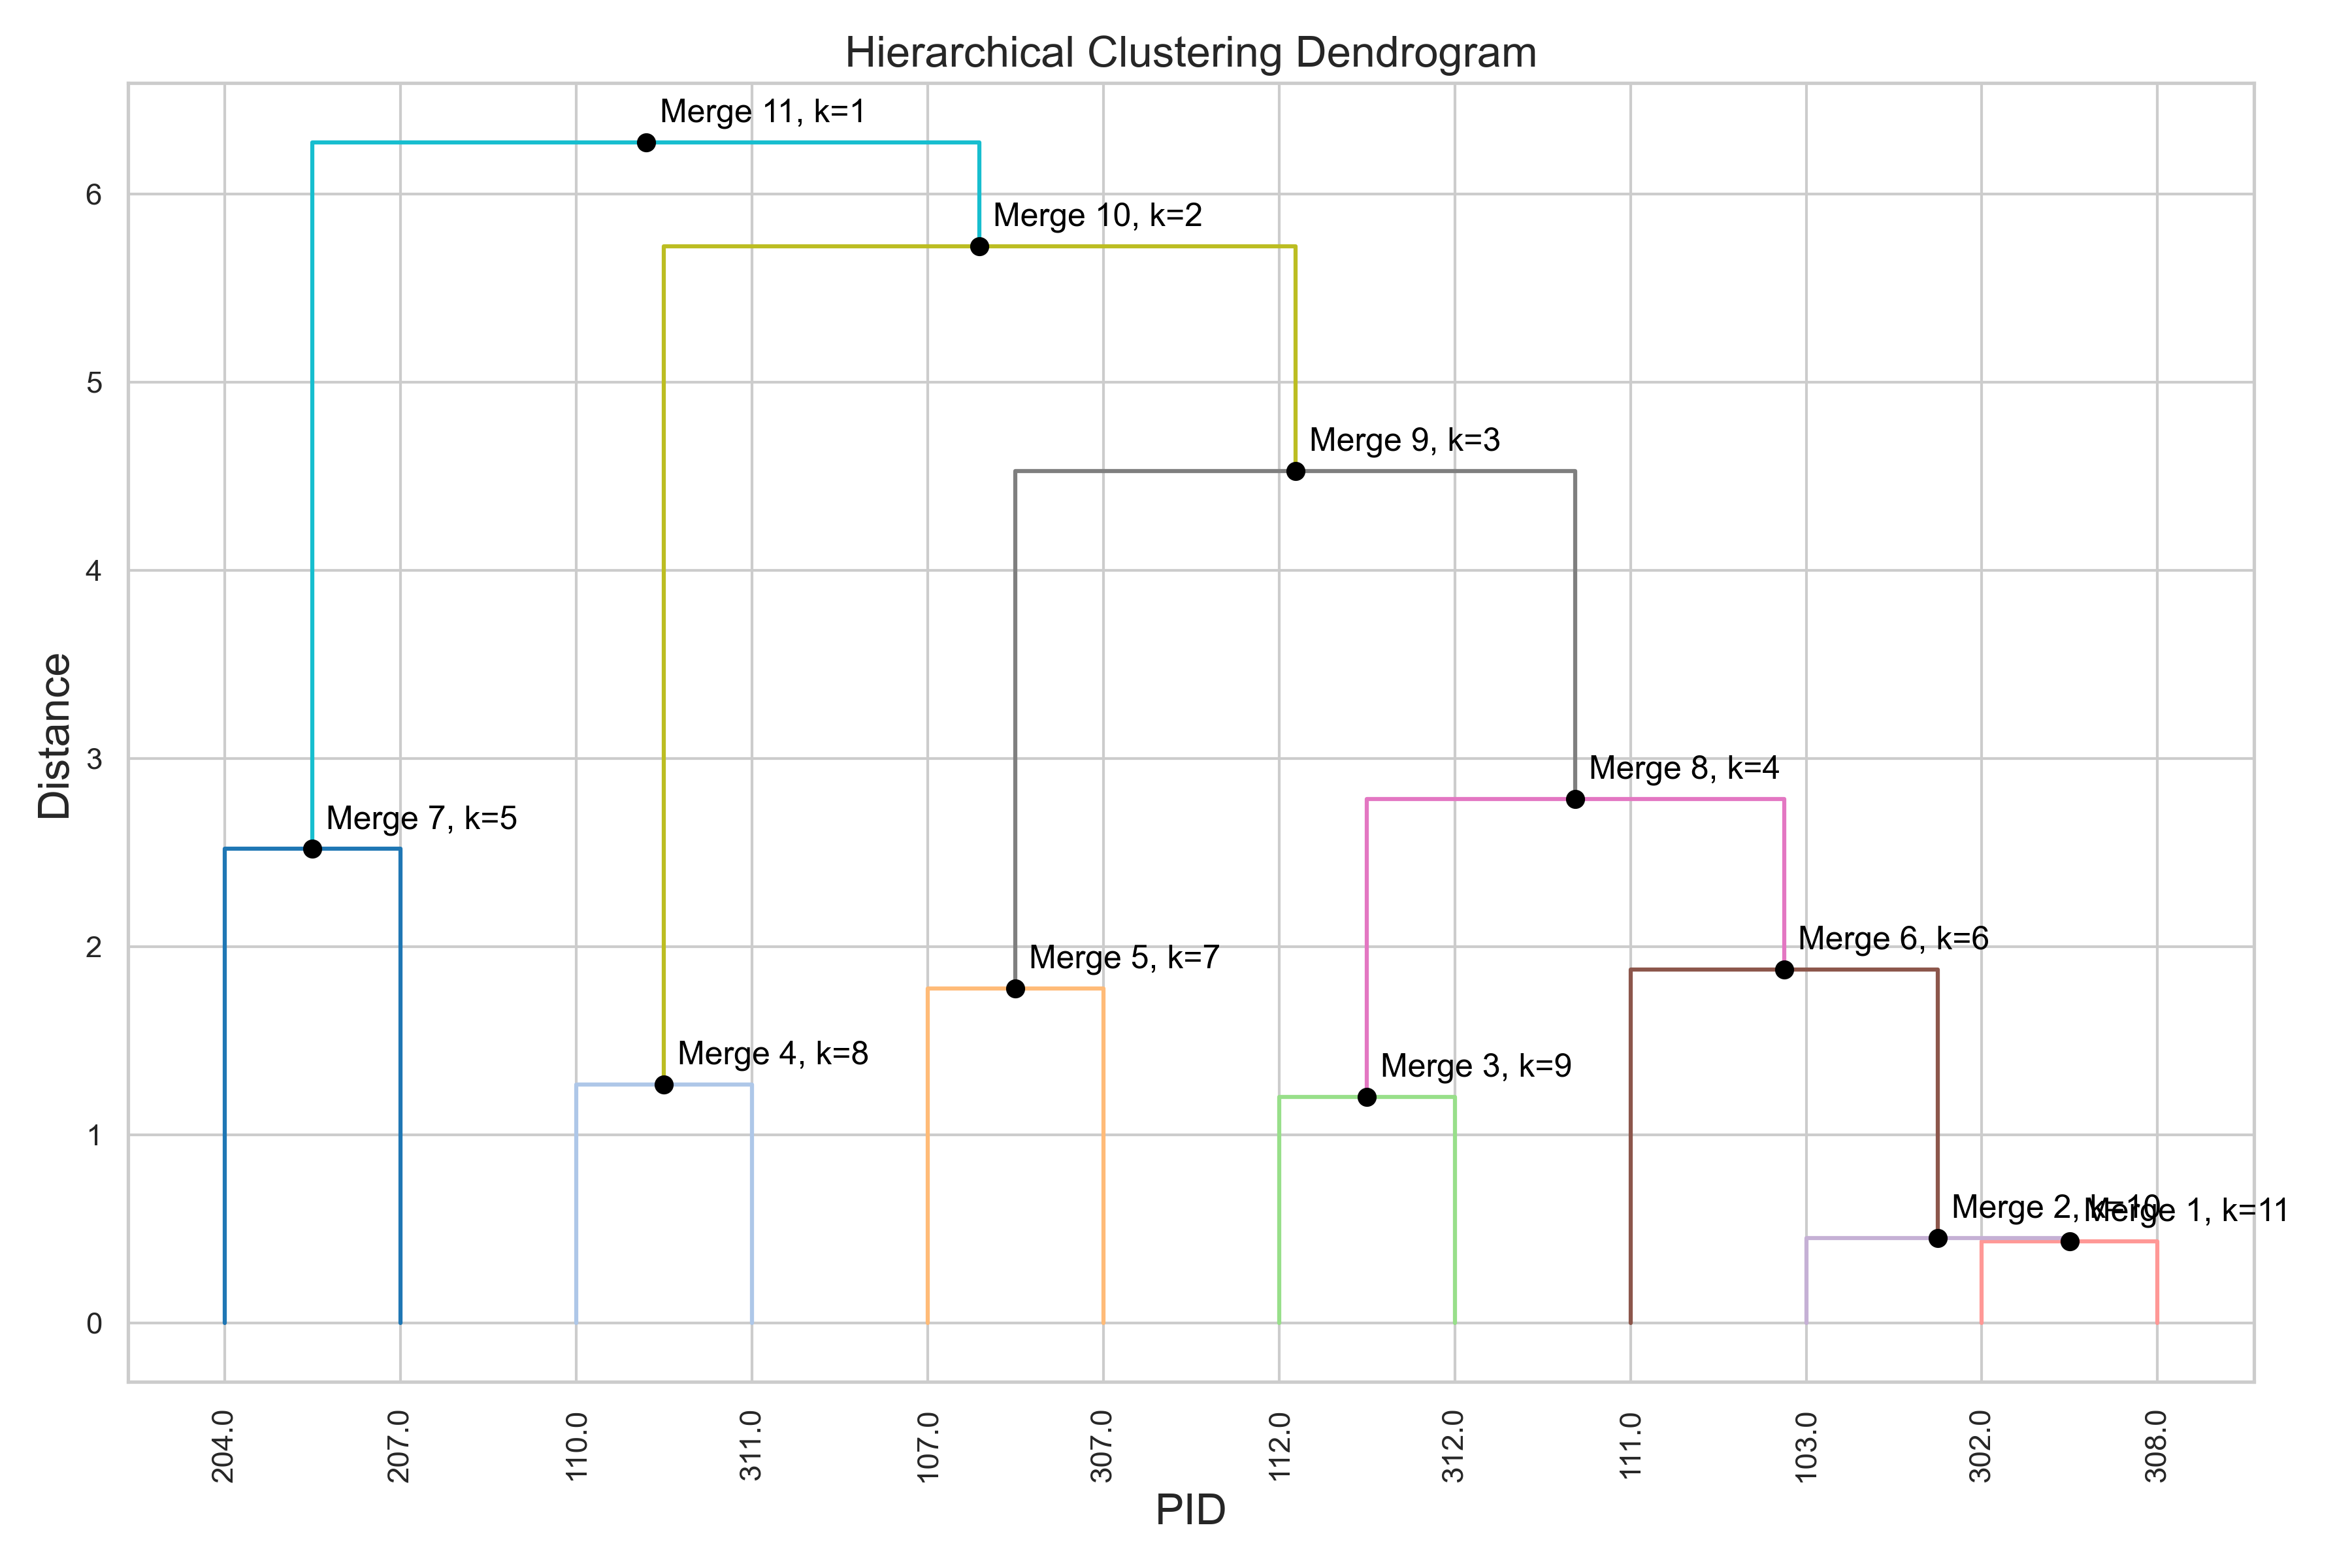 Hierarchical Clustering Dendrogram
Merge 11, k=1
6
Merge 10, k=2
5
Merge 9, k=3
4
3
Merge 8, k=4
Merge 7, k=5
Distance
2
Merge 6, k=6
Merge 5, k=7
Merge 4, k=8
Merge 3, k=9
1
Merge 2, k=10
Merge 1, k=11
0
204.0
207.0
110.0
311.0
107.0
307.0
112.0
312.0
111.0
103.0
302.0
308.0
PID